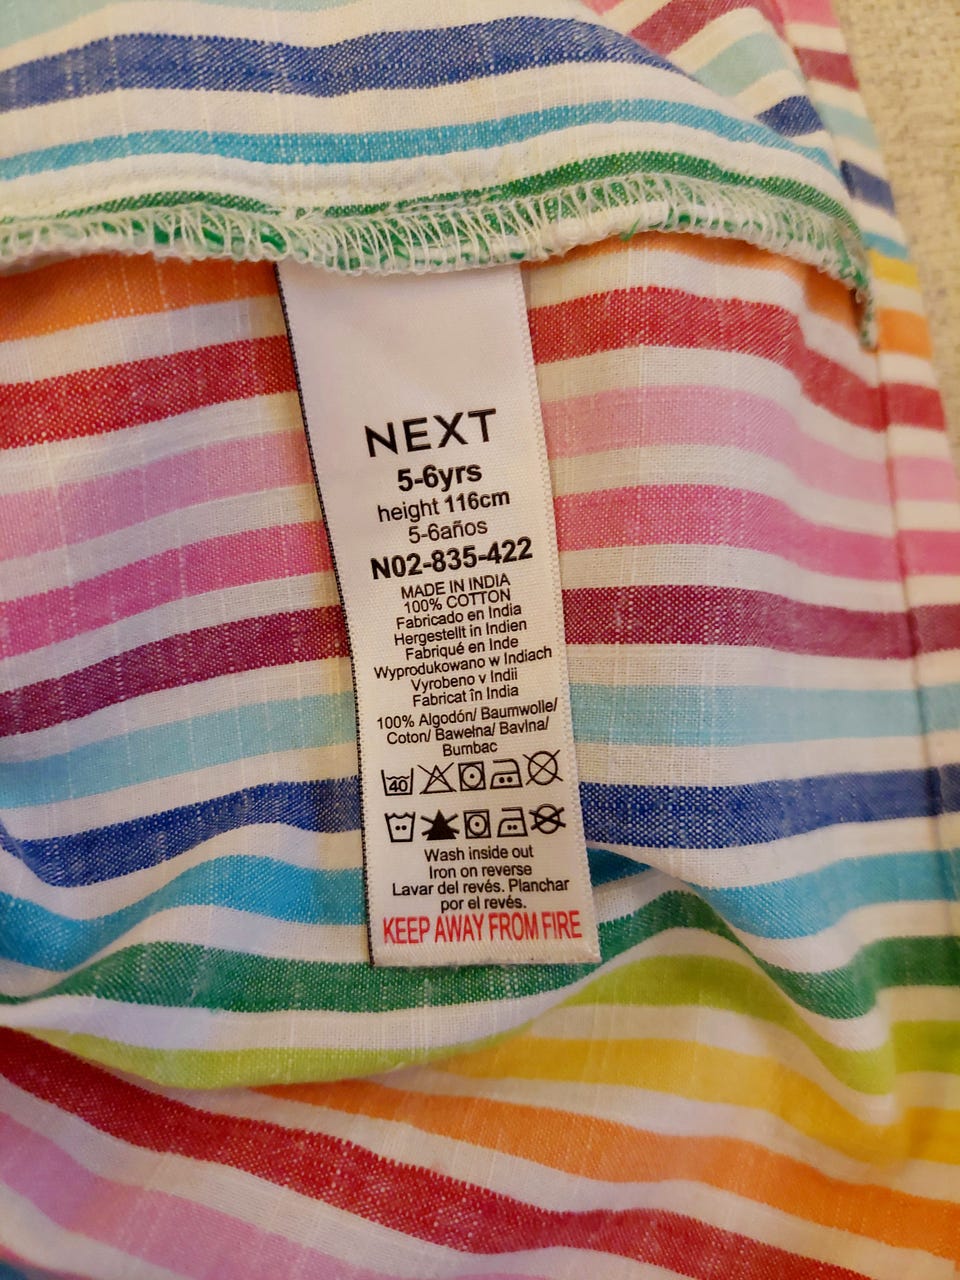 NEXT
5-6yrs
height 116cm
5-6años
N02-835-422
MADE IN INDIA
100% COTTON
Fabricado en India
Hergestellt in Indien
Fabriqué en Inde
Wyprodukowano w Indiach
Vyrobeno v Indii
Fabricat în India
100% Algodón/ Baumwolle/
Coton/ Bawełna/ Bavlna/
Bumbac
40
Wash inside out
Iron on reverse
Lavar del revés. Planchar
por el revés.
KEEP AWAY FROM FIRE